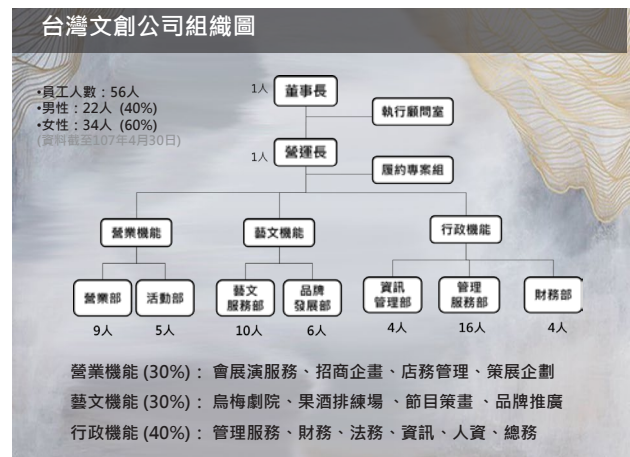 台灣文創公司組織圖
•員工人數：56人
•男性：22人 (40%)
•女性：34人 (60%)
(資料截至107年4月30日)
1人
董事長
執行顧問室
1人
營運長
履約專案組
營業機能
藝文機能
行政機能
營業部
活動部
藝文
服務部
品牌
發展部
資訊
管理部
管理
服務部
財務部
9人
5人
10人
6人
4人
16人
4人
營業機能 (30%)： 會展演服務、招商企畫、店務管理、策展企劃
藝文機能 (30%)： 烏梅劇院、果酒排練場 、節目策畫 、品牌推廣
行政機能 (40%)： 管理服務、財務、法務、資訊、人資、總務